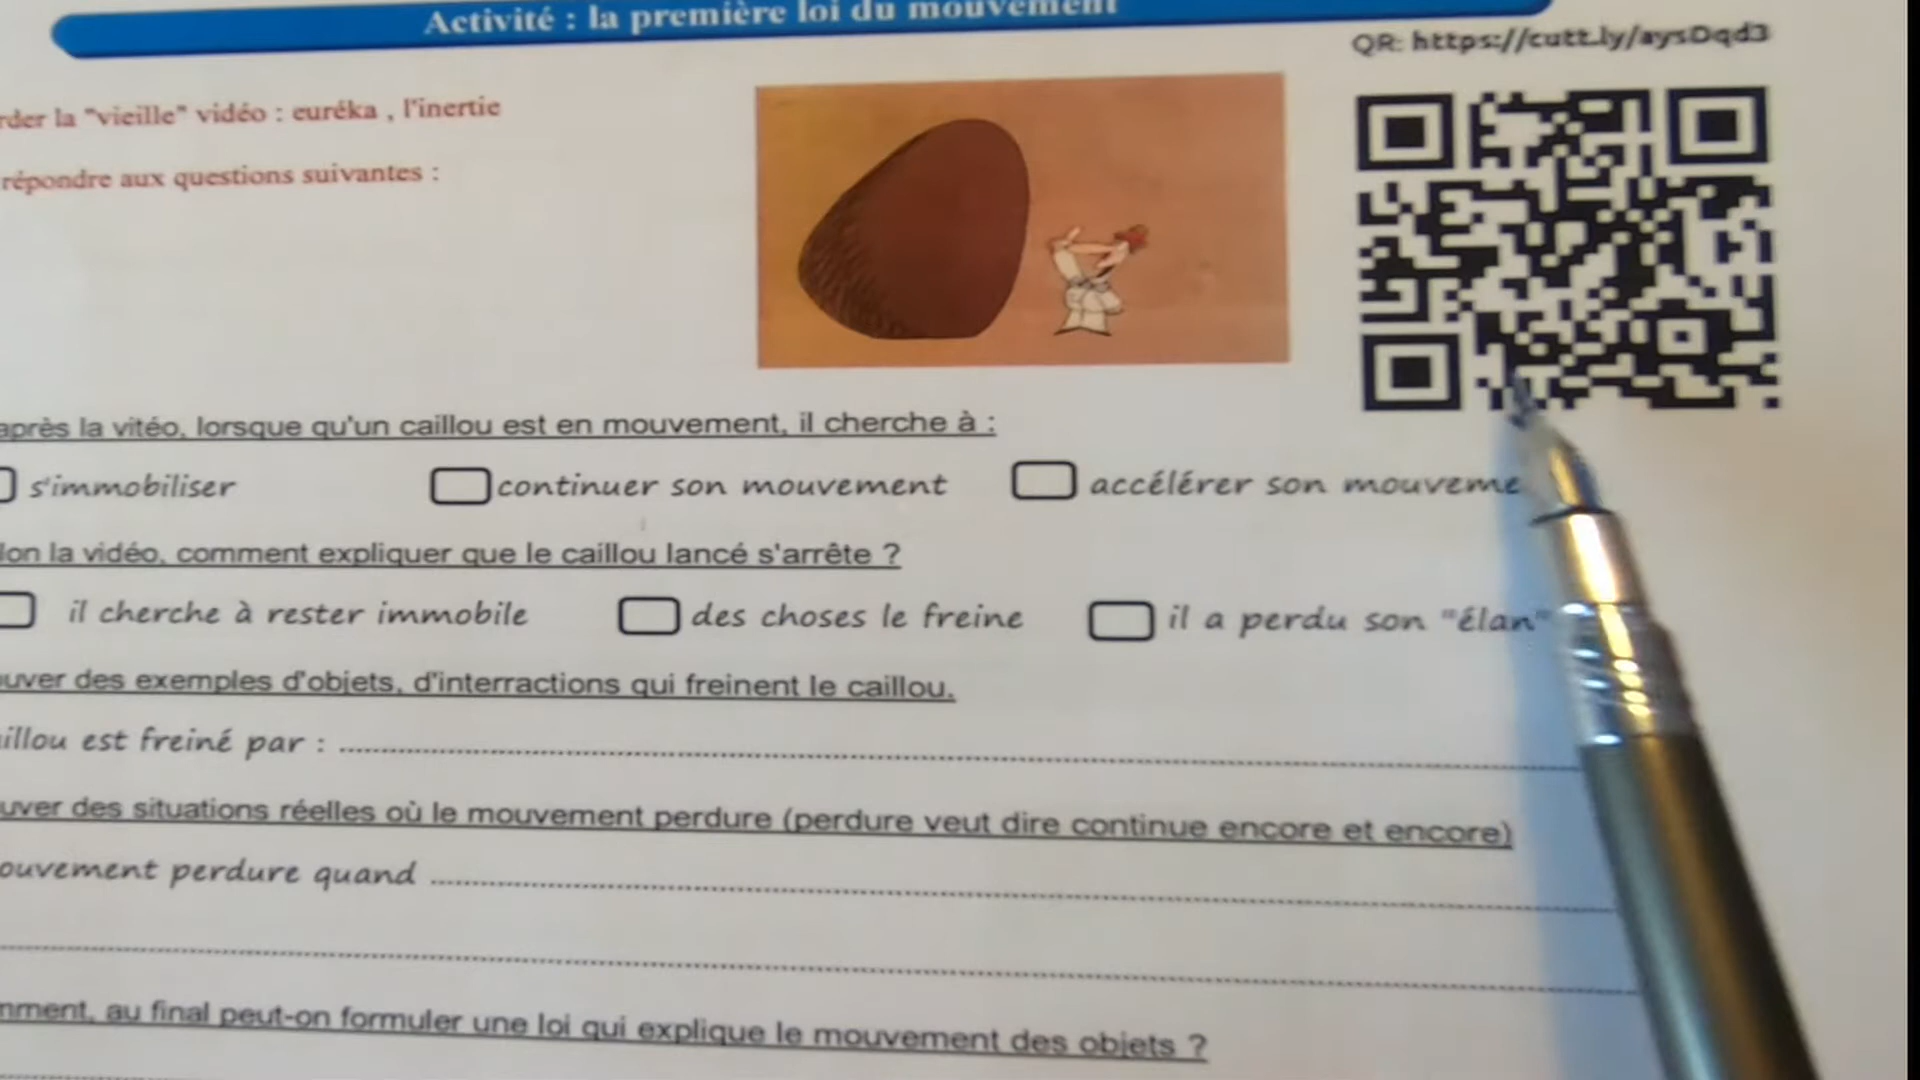 Activité : la première loi du mouvement
QR: https://cutt.ly/aysDqd3
rder la "vieille" vidéo : euréka , l'inertie
répondre aux questions suivantes :
après la vitéo, lorsque qu'un caillou est en mouvement, il cherche à :
s'immobiliser continuer son mouvement accélérer son mouveme
lon la vidéo, comment expliquer que le caillou lancé s'arrête ?
il cherche à rester immobile des choses le freine il a perdu son "élan"
uver des exemples d'objets, d'interractions qui freinent le caillou.
illou est freiné par :
uver des situations réelles où le mouvement perdure (perdure veut dire continue encore et encore)
ouvement perdure quand
mment, au final peut-on formuler une loi qui explique le mouvement des objets ?